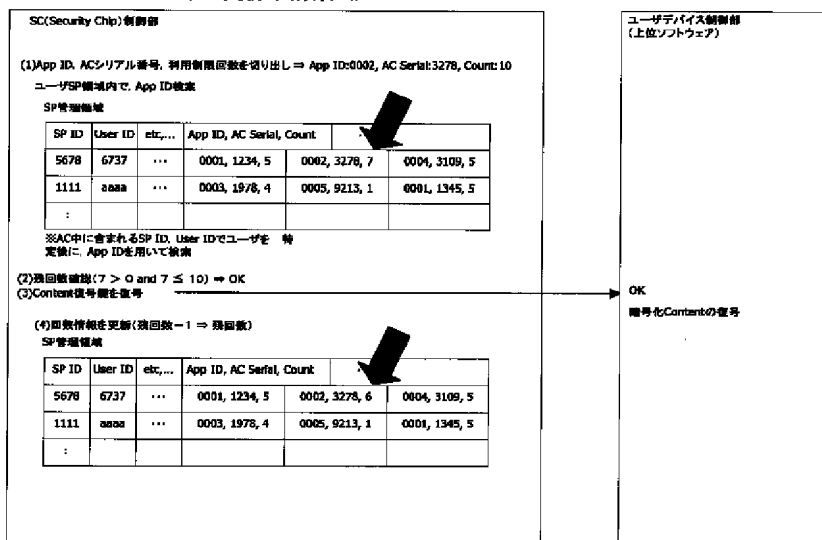 SC(Security Chip)制御部
ユーザデバイス制御部
(上位ソフトウェア)
(1)App ID, ACシリアル番号, 利用制限回数を切り出し ⇒ App ID:0002, AC Serial:3278, Count:10
ユーザSP領域内で, App ID検索
SP管理領域
SP ID User ID etc,... App ID, AC Serial, Count
5678 6737 ... 0001, 1234, 5 0002, 3278, 7 0004, 3109, 5
1111 aaaa ... 0003, 1978, 4 0005, 9213, 1 0001, 1345, 5
:
※AC中に含まれるSP ID, User IDでユーザを 特
定後に, App IDを用いて検索
(2)残回数確認(7 > 0 and 7 ≦ 10) ⇒ OK
(3)Content復号鍵を復号
OK
暗号化Contentの復号
(4)回数情報を更新(残回数-1 ⇒ 残回数)
SP管理領域
SP ID User ID etc,... App ID, AC Serial, Count
5678 6737 ... 0001, 1234, 5 0002, 3278, 6 0004, 3109, 5
1111 aaaa ... 0003, 1978, 4 0005, 9213, 1 0001, 1345, 5
: